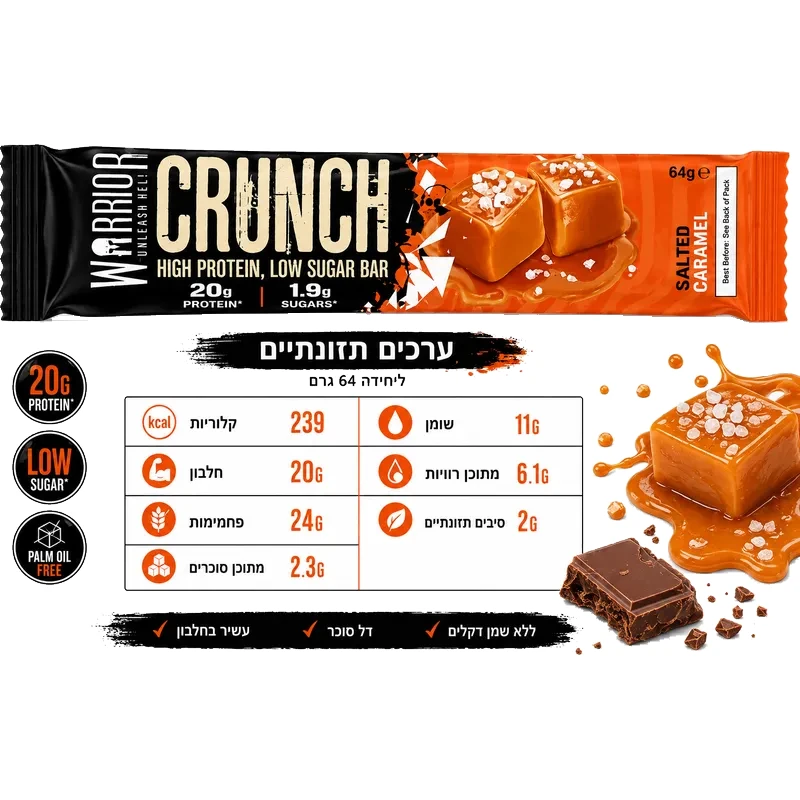 WARRIOR
UNLEASH HELL!
CRUNCH
HIGH PROTEIN, LOW SUGAR BAR
20g PROTEIN*
1.9g SUGARS*
64g℮
SALTED CARAMEL
Best Before: See Back of Pack
ערכים תזונתיים
ליחידה 64 גרם
20G PROTEIN*
LOW SUGAR*
PALM OIL FREE
kcal קלוריות 239
חלבון 20G
פחמימות 24G
מתוכן סוכרים 2.3G
שומן 11G
מתוכן רוויות 6.1G
סיבים תזונתיים 2G
ללא שמן דקלים
דל סוכר
עשיר בחלבון